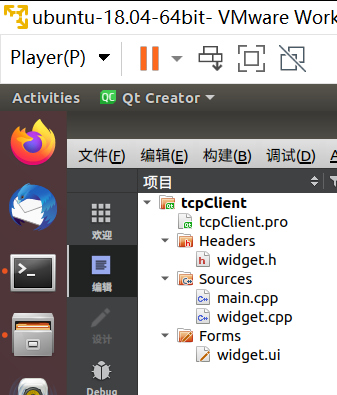 ubuntu-18.04-64bit- VMware Work
Player(P)
Activities
QC
Qt Creator
文件(F) 编辑(E) 构建(B) 调试(D)
项目
欢迎
编辑
设计
Debug
tcpClient
tcpClient.pro
Headers
widget.h
Sources
main.cpp
widget.cpp
Forms
widget.ui